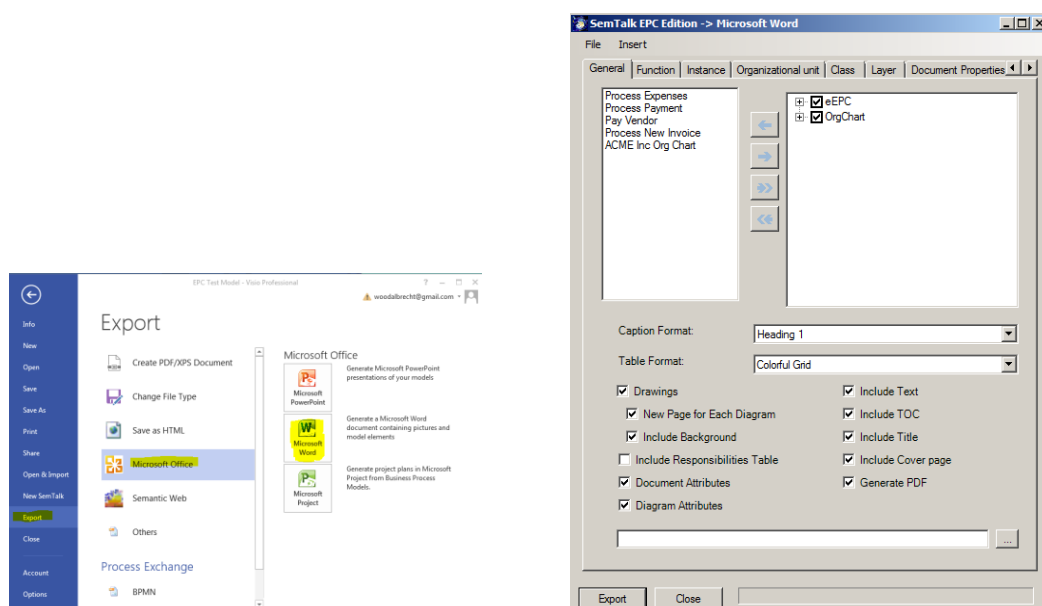 EPC Test Model - Visio Professional
?
woodalbrecht@gmail.com
Info
New
Open
Save
Save As
Print
Share
Open & Import
New SemTalk
Export
Close
Account
Options
Export
Create PDF/XPS Document
Change File Type
Save as HTML
Microsoft Office
Semantic Web
Others
Process Exchange
BPMN
Microsoft Office
Microsoft
PowerPoint
Generate Microsoft PowerPoint
presentations of your models
Microsoft
Word
Generate a Microsoft Word
document containing pictures and
model elements
Microsoft
Project
Generate project plans in Microsoft
Project from Business Process
Models.
SemTalk EPC Edition -> Microsoft Word
File Insert
General Function Instance Organizational unit Class Layer Document Properties
Process Expenses
Process Payment
Pay Vendor
Process New Invoice
ACME Inc Org Chart
eEPC
OrgChart
Caption Format: Heading 1
Table Format: Colorful Grid
Drawings
New Page for Each Diagram
Include Background
Include Responsibilities Table
Document Attributes
Diagram Attributes
Include Text
Include TOC
Include Title
Include Cover page
Generate PDF
...
Export Close